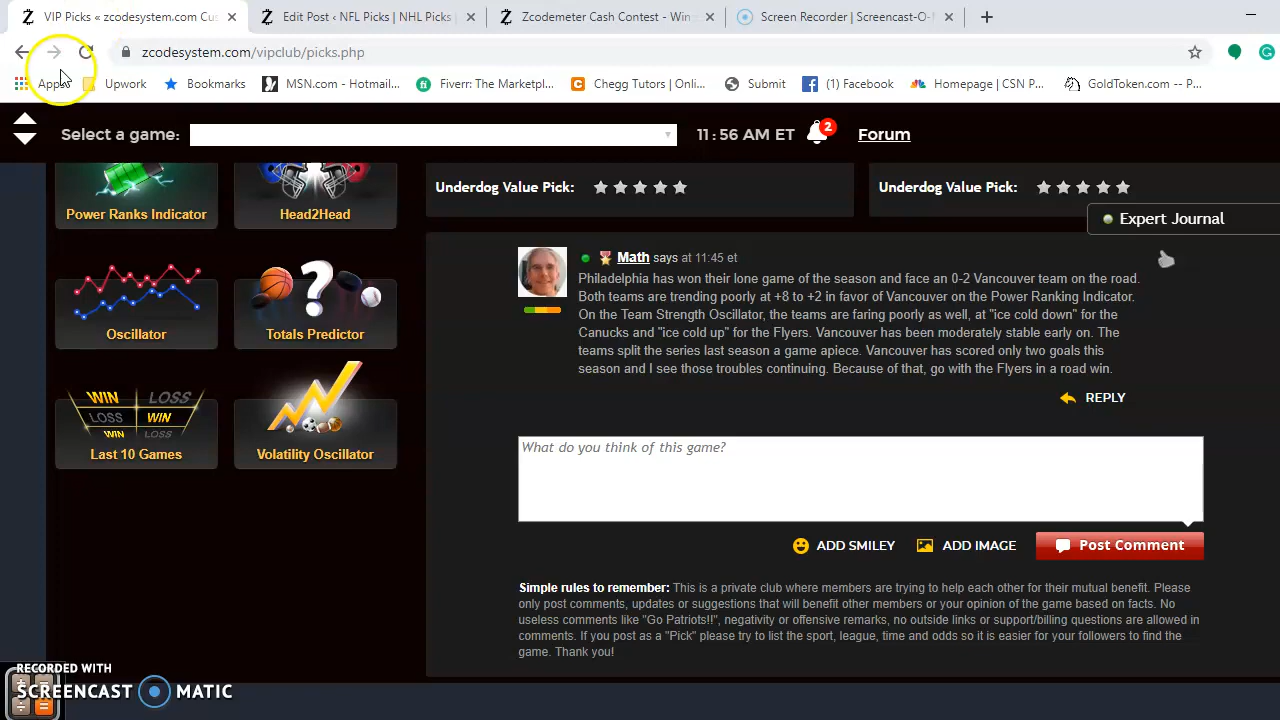 VIP Picks « zcodesystem.com Cus
Edit Post ‹ NFL Picks | NHL Picks
Zcodemeter Cash Contest - Win
Screen Recorder | Screencast-O-
zcodesystem.com/vipclub/picks.php
Apps
Upwork
Bookmarks
MSN.com - Hotmail...
Fiverr: The Marketpl...
Chegg Tutors | Onli...
Submit
(1) Facebook
Homepage | CSN P...
GoldToken.com -- P...
Select a game:
11:56 AM ET
2
Forum
Power Ranks Indicator
Head2Head
Underdog Value Pick:
Underdog Value Pick:
Expert Journal
Math says at 11:45 et
Philadelphia has won their lone game of the season and face an 0-2 Vancouver team on the road.
Both teams are trending poorly at +8 to +2 in favor of Vancouver on the Power Ranking Indicator.
On the Team Strength Oscillator, the teams are faring poorly as well, at "ice cold down" for the
Canucks and "ice cold up" for the Flyers. Vancouver has been moderately stable early on. The
teams split the series last season a game apiece. Vancouver has scored only two goals this
season and I see those troubles continuing. Because of that, go with the Flyers in a road win.
REPLY
Oscillator
Totals Predictor
WIN LOSS
LOSS WIN
WIN LOSS
Last 10 Games
Volatility Oscillator
What do you think of this game?
ADD SMILEY
ADD IMAGE
Post Comment
Simple rules to remember: This is a private club where members are trying to help each other for their mutual benefit. Please
only post comments, updates or suggestions that will benefit other members or your opinion of the game based on facts. No
useless comments like "Go Patriots!!", negativity or offensive remarks, no outside links or support/billing questions are allowed in
comments. If you post as a "Pick" please try to list the sport, league, time and odds so it is easier for your followers to find the
game. Thank you!
RECORDED WITH
SCREENCAST MATIC